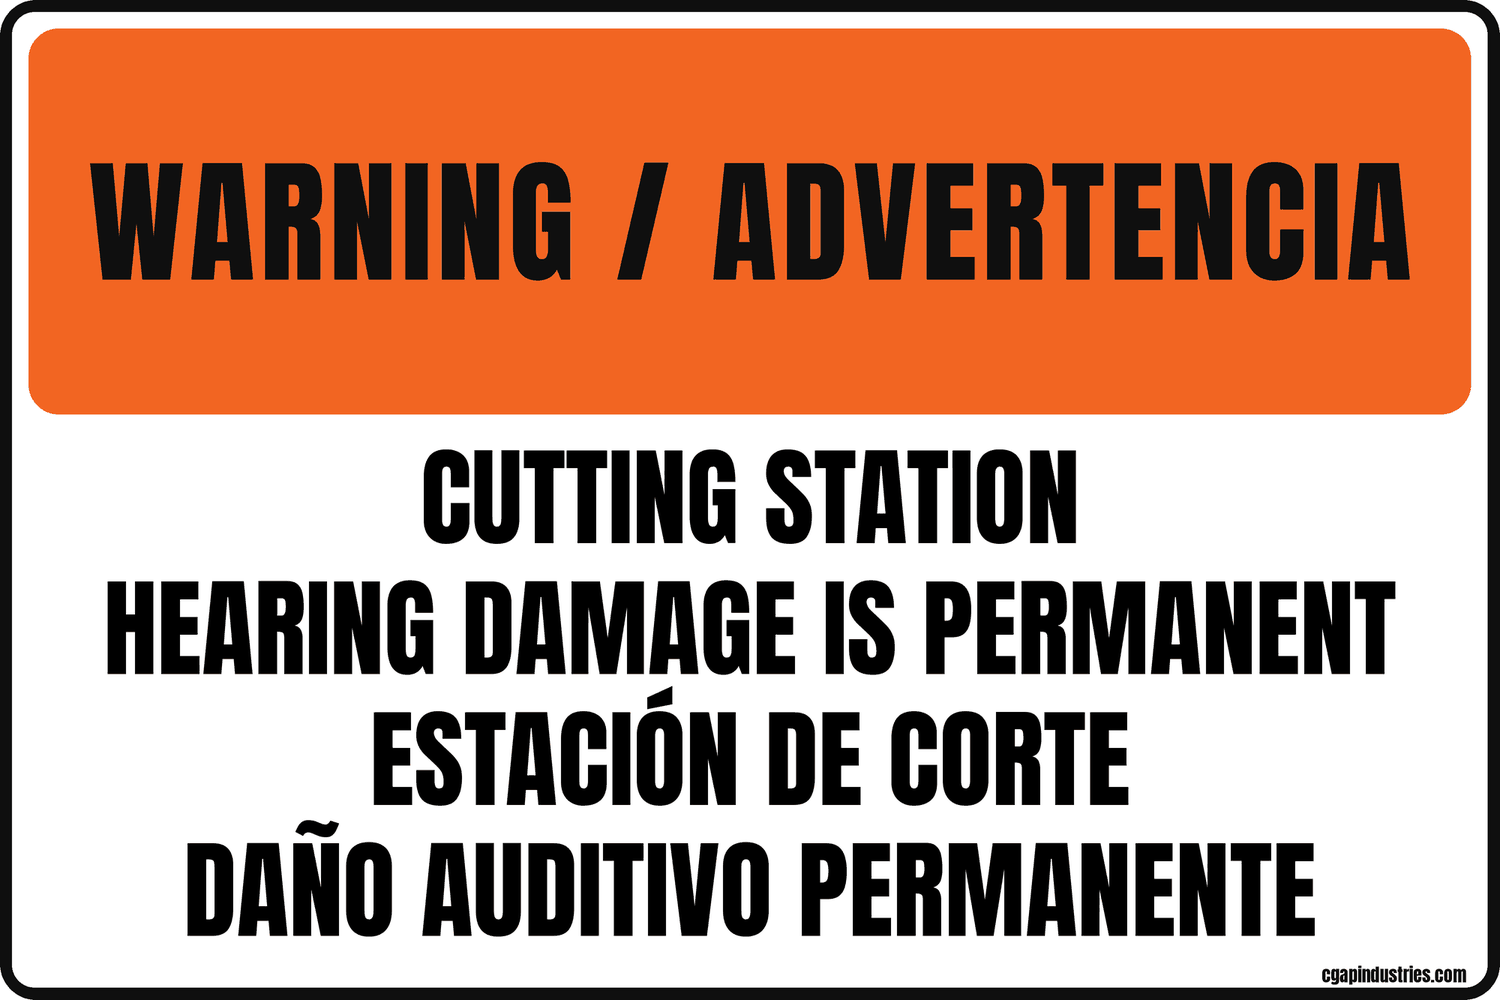 WARNING / ADVERTENCIA
CUTTING STATION
HEARING DAMAGE IS PERMANENT
ESTACIÓN DE CORTE
DAÑO AUDITIVO PERMANENTE
cgapindustries.com